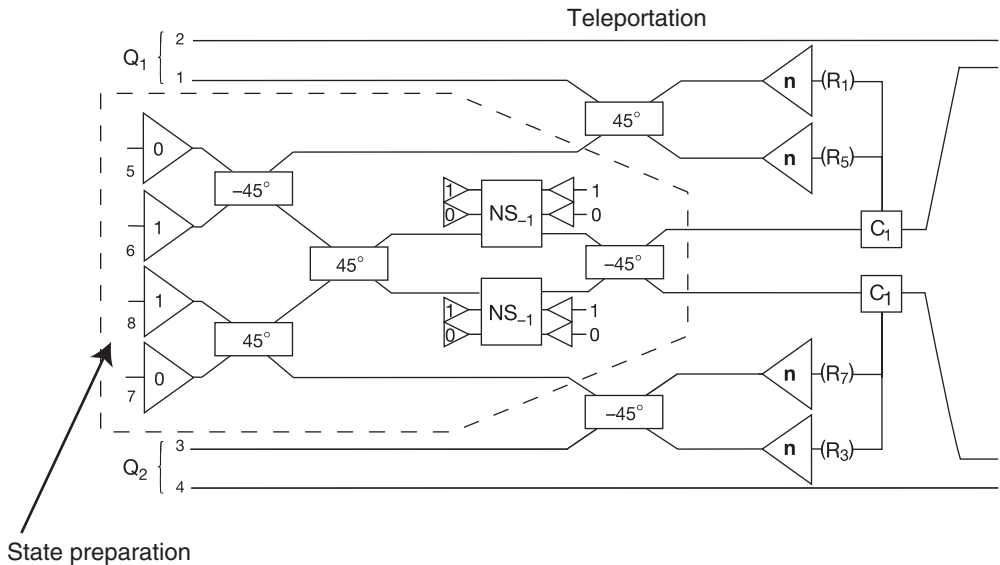 Teleportation
Q1
2
1
n
(R1)
45°
0
5
n
(R5)
–45°
1
1
0
NS–1
0
1
6
C1
45°
–45°
1
8
C1
1
1
0
NS–1
0
45°
0
7
n
(R7)
–45°
Q2
3
4
n
(R3)
State preparation